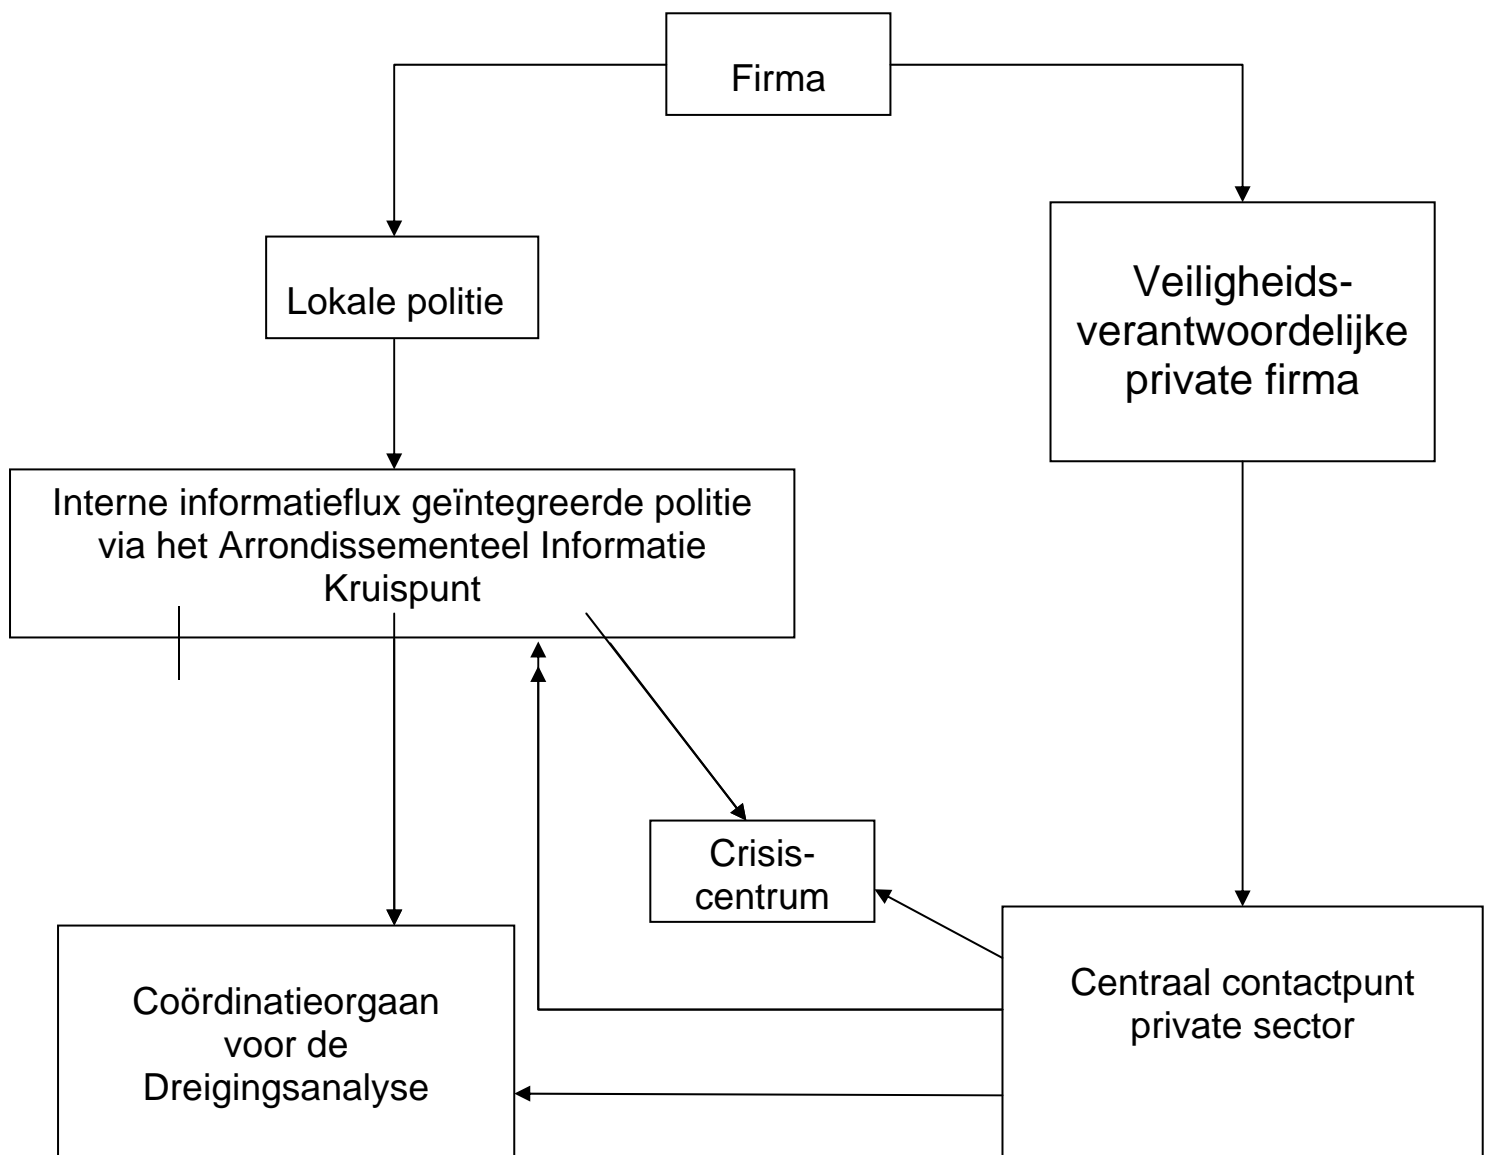 Firma
Lokale politie
Veiligheids-
verantwoordelijke
private firma
Interne informatieflux geïntegreerde politie
via het Arrondissementeel Informatie
Kruispunt
Crisis-
centrum
Coördinatieorgaan
voor de
Dreigingsanalyse
Centraal contactpunt
private sector